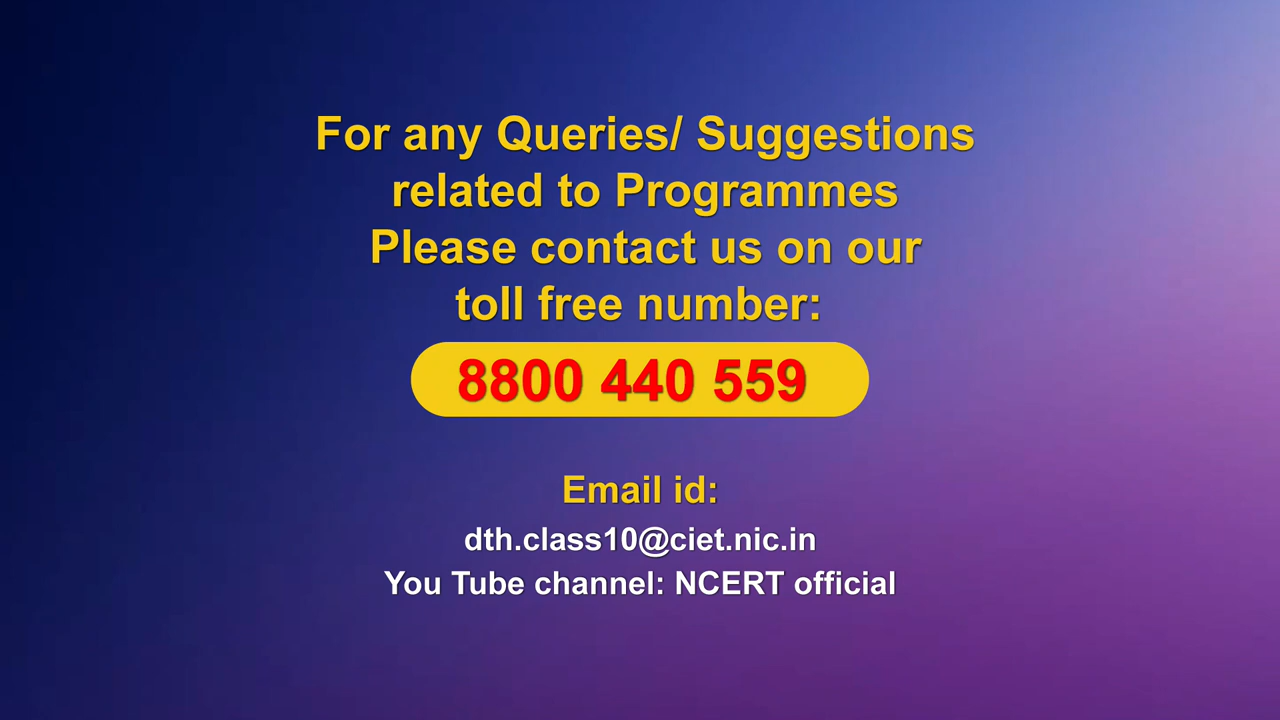 For any Queries/ Suggestions
related to Programmes
Please contact us on our
toll free number:
8800 440 559
Email id:
dth.class10@ciet.nic.in
You Tube channel: NCERT official